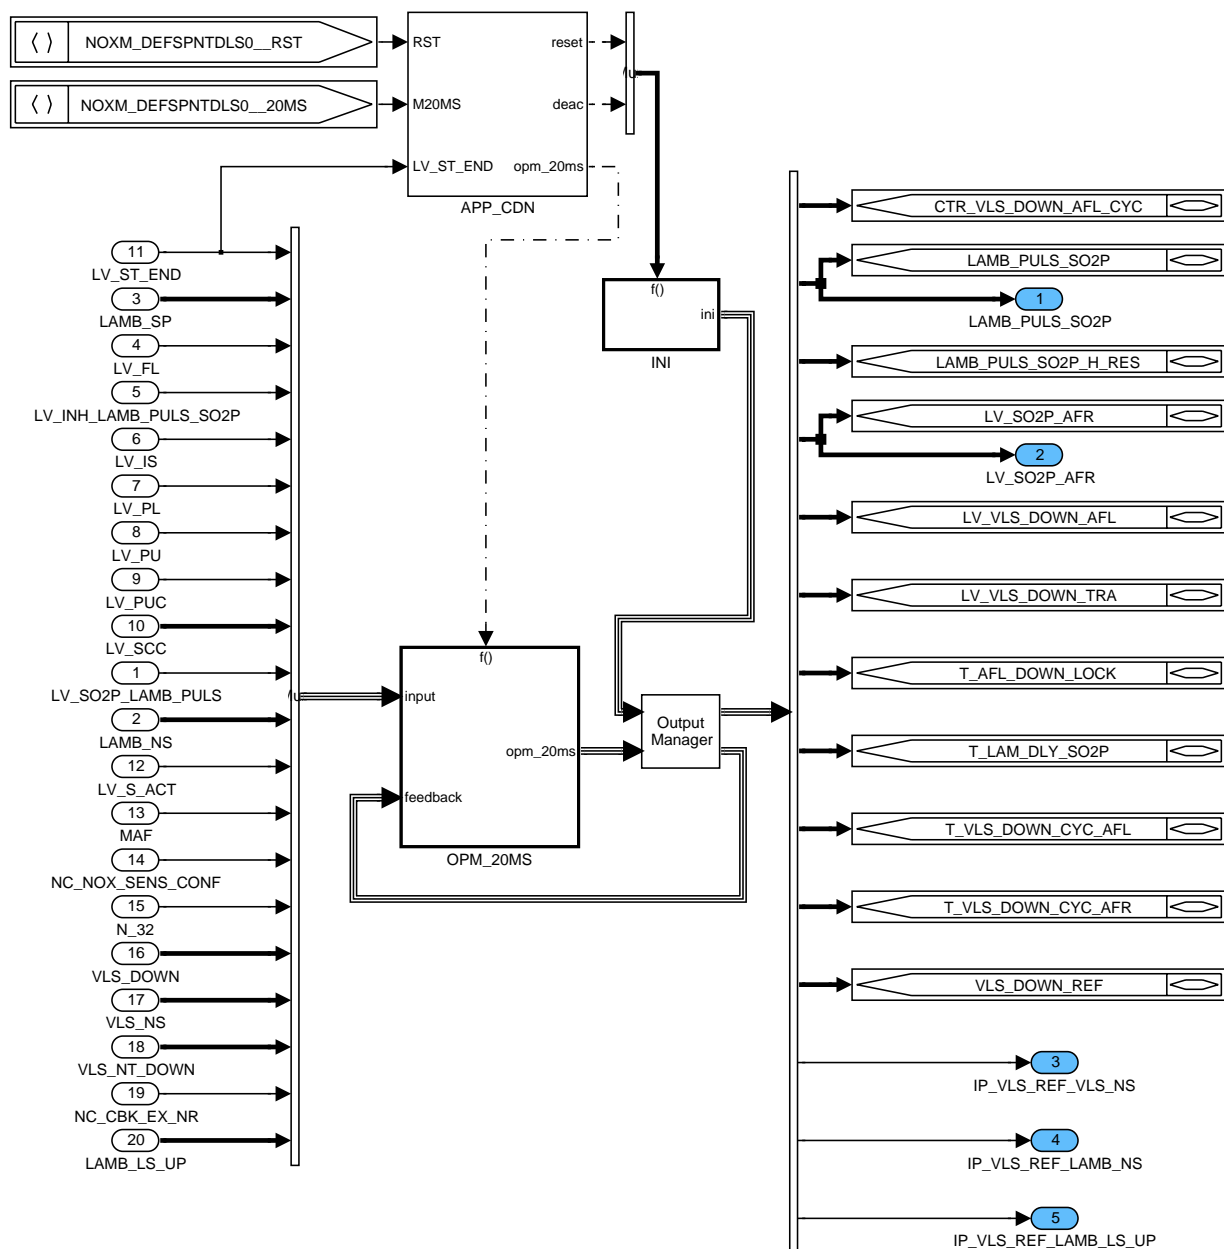 NOXM_DEFSPNTDLS0__RST
NOXM_DEFSPNTDLS0__20MS
RST
M20MS
LV_ST_END
reset
deac
opm_20ms
APP_CDN
11
LV_ST_END
3
LAMB_SP
4
LV_FL
5
LV_INH_LAMB_PULS_SO2P
6
LV_IS
7
LV_PL
8
LV_PU
9
LV_PUC
10
LV_SCC
1
LV_SO2P_LAMB_PULS
2
LAMB_NS
12
LV_S_ACT
13
MAF
14
NC_NOX_SENS_CONF
15
N_32
16
VLS_DOWN
17
VLS_NS
18
VLS_NT_DOWN
19
NC_CBK_EX_NR
20
LAMB_LS_UP
f()
ini
INI
f()
input
opm_20ms
feedback
OPM_20MS
Output
Manager
CTR_VLS_DOWN_AFL_CYC
LAMB_PULS_SO2P
1
LAMB_PULS_SO2P
LAMB_PULS_SO2P_H_RES
LV_SO2P_AFR
2
LV_SO2P_AFR
LV_VLS_DOWN_AFL
LV_VLS_DOWN_TRA
T_AFL_DOWN_LOCK
T_LAM_DLY_SO2P
T_VLS_DOWN_CYC_AFL
T_VLS_DOWN_CYC_AFR
VLS_DOWN_REF
3
IP_VLS_REF_VLS_NS
4
IP_VLS_REF_LAMB_NS
5
IP_VLS_REF_LAMB_LS_UP